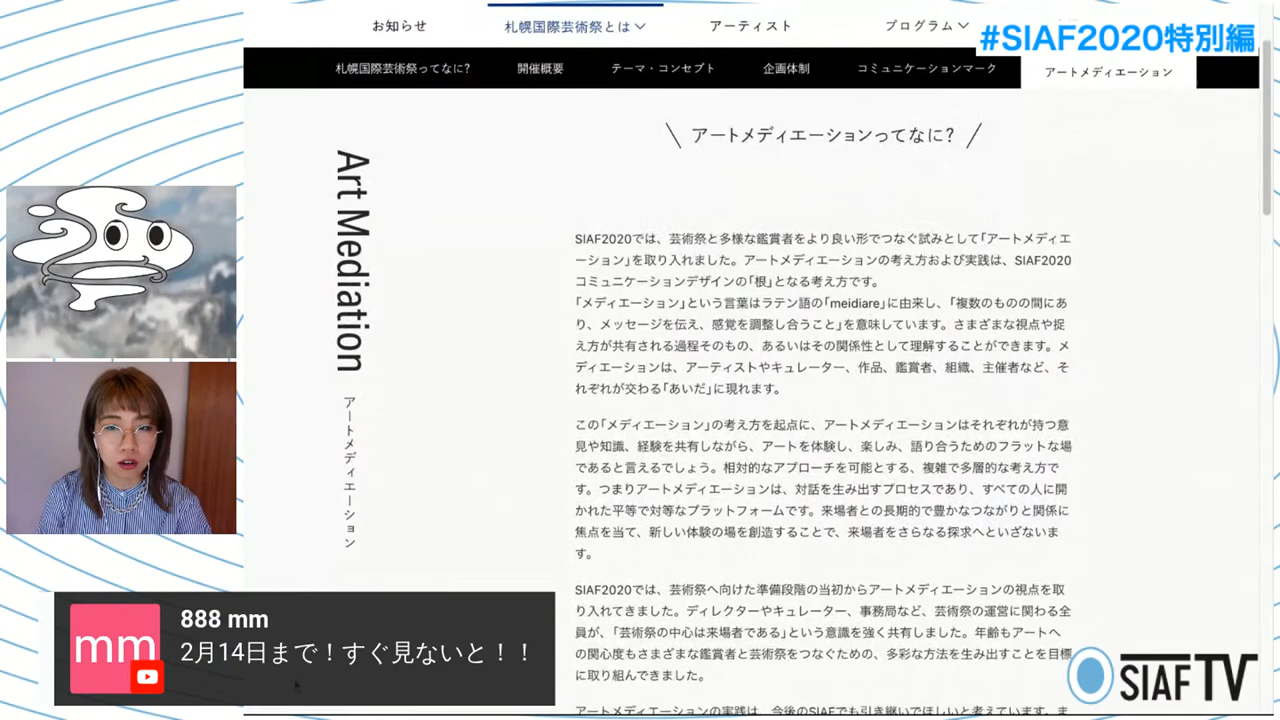 お知らせ
札幌国際芸術祭とは
アーティスト
プログラム
#SIAF2020特別編
札幌国際芸術祭ってなに?
開催概要
テーマ・コンセプト
企画体制
コミュニケーションマーク
アートメディエーション
アートメディエーションってなに?
Art Mediation
アートメディエーション
SIAF2020では、芸術祭と多様な鑑賞者をより良い形でつなぐ試みとして「アートメディエ
ーション」を取り入れました。アートメディエーションの考え方および実践は、SIAF2020
コミュニケーションデザインの「根」となる考え方です。
「メディエーション」という言葉はラテン語の「meidiare」に由来し、「複数のものの間にあ
り、メッセージを伝え、感覚を調整し合うこと」を意味しています。さまざまな視点や捉
え方が共有される過程そのもの、あるいはその関係性として理解することができます。メ
ディエーションは、アーティストやキュレーター、作品、鑑賞者、組織、主催者など、そ
れぞれが交わる「あいだ」に現れます。
この「メディエーション」の考え方を起点に、アートメディエーションはそれぞれが持つ意
見や知識、経験を共有しながら、アートを体験し、楽しみ、語り合うためのフラットな場
であると言えるでしょう。相対的なアプローチを可能とする、複雑で多層的な考え方で
す。つまりアートメディエーションは、対話を生み出すプロセスであり、すべての人に開
かれた平等で対等なプラットフォームです。来場者との長期的で豊かなつながりと関係に
焦点を当て、新しい体験の場を創造することで、来場者をさらなる探求へといざないま
す。
SIAF2020では、芸術祭へ向けた準備段階の当初からアートメディエーションの視点を取
り入れてきました。ディレクターやキュレーター、事務局など、芸術祭の運営に関わる全
員が、「芸術祭の中心は来場者である」という意識を強く共有しました。年齢もアートへ
の関心度もさまざまな鑑賞者と芸術祭をつなぐための、多彩な方法を生み出すことを目標
に取り組んできました。
アートメディエーションの実践は、今後のSIAFでも引き継いでほしいと考えています。ま
mm
888 mm
2月14日まで！すぐ見ないと！！
SIAF TV